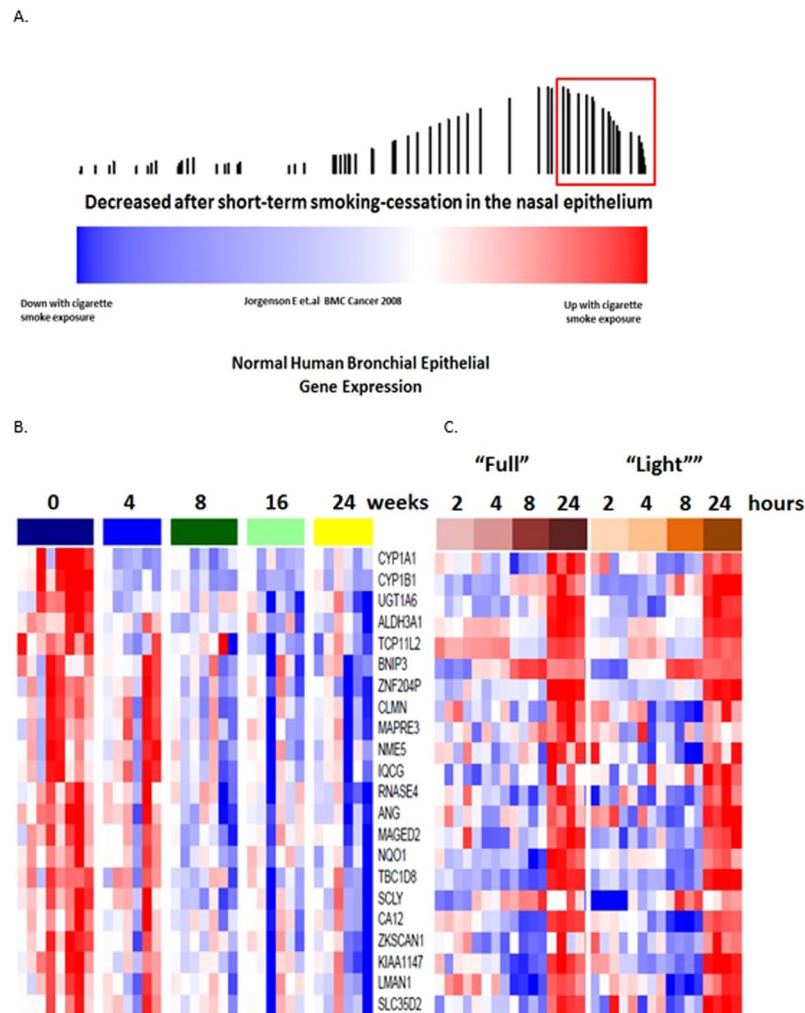 A.
Decreased after short-term smoking-cessation in the nasal epithelium
Down with cigarette
smoke exposure
Jorgenson E et.al BMC Cancer 2008
Up with cigarette
smoke exposure
Normal Human Bronchial Epithelial
Gene Expression
B.
0 4 8 16 24 weeks
CYP1A1
CYP1B1
UGT1A6
ALDH3A1
TCP11L2
BNIP3
ZNF204P
CLMN
MAPRE3
NME5
IQCG
RNASE4
ANG
MAGED2
NQO1
TBC1D8
SCLY
CA12
ZKSCAN1
KIAA1147
LMAN1
SLC35D2
C.
“Full” “Light””
2 4 8 24 2 4 8 24 hours